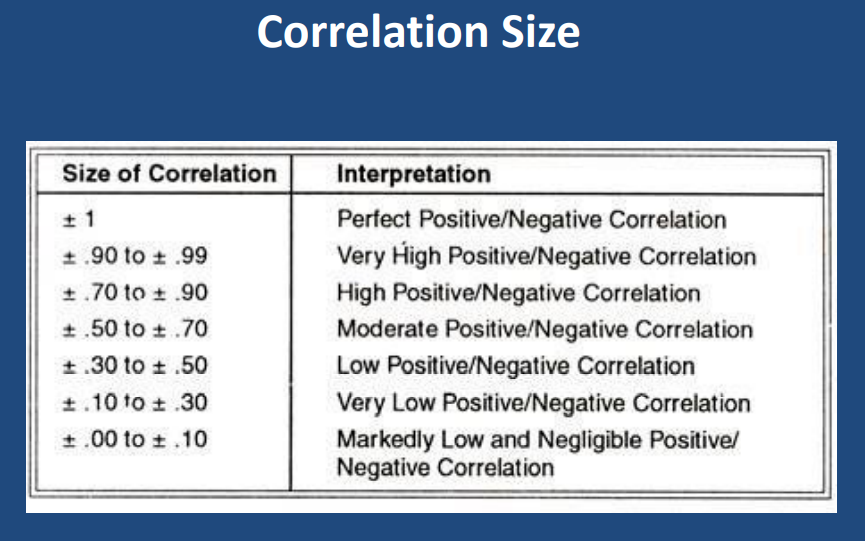 Correlation Size
Size of Correlation Interpretation
± 1 Perfect Positive/Negative Correlation
± .90 to ± .99 Very High Positive/Negative Correlation
± .70 to ± .90 High Positive/Negative Correlation
± .50 to ± .70 Moderate Positive/Negative Correlation
± .30 to ± .50 Low Positive/Negative Correlation
± .10 to ± .30 Very Low Positive/Negative Correlation
± .00 to ± .10 Markedly Low and Negligible Positive/
Negative Correlation